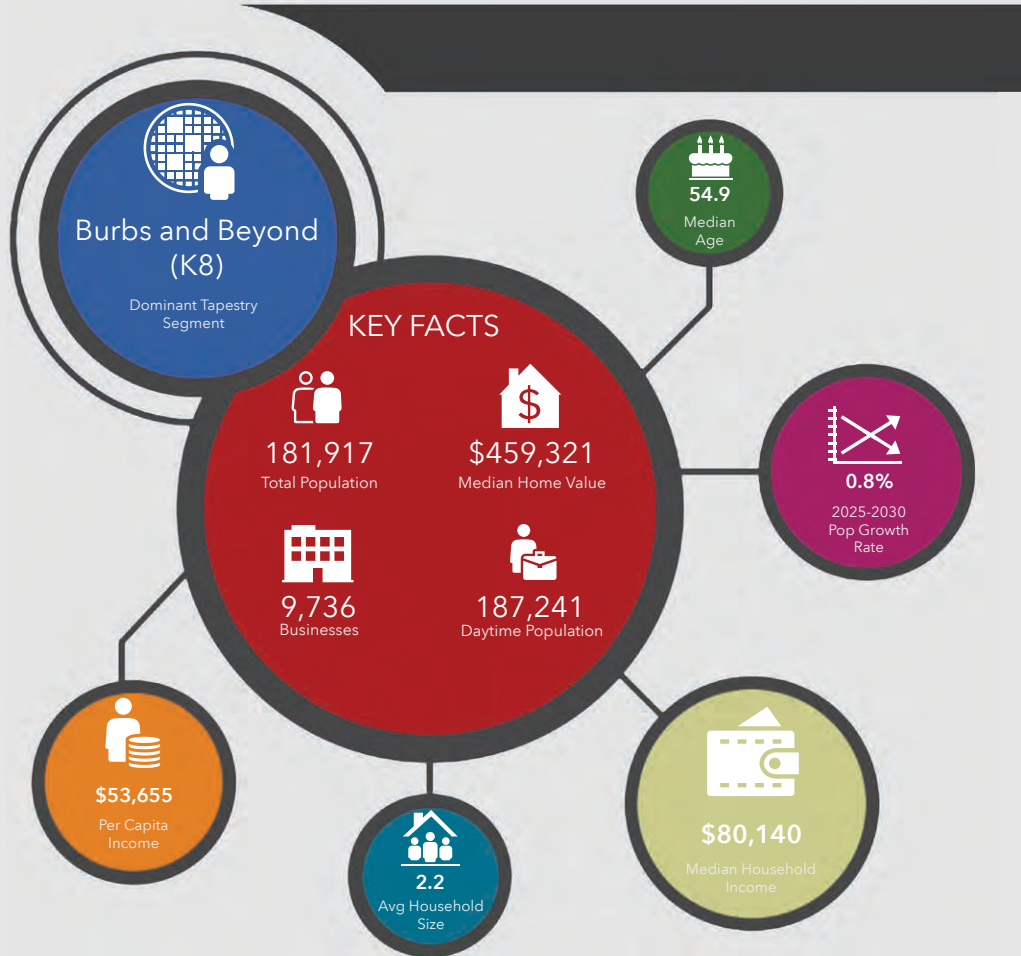 Burbs and Beyond
(K8)
Dominant Tapestry
Segment
KEY FACTS
181,917
Total Population
$459,321
Median Home Value
$
9,736
Businesses
187,241
Daytime Population
54.9
Median
Age
0.8%
2025-2030
Pop Growth
Rate
$80,140
Median Household
Income
2.2
Avg Household
Size
$53,655
Per Capita
Income